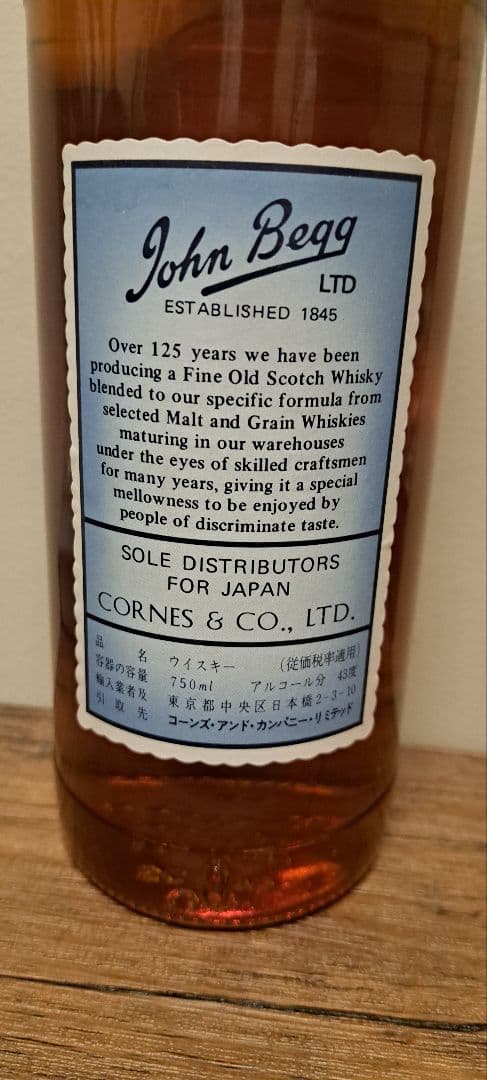 John Begg
LTD
ESTABLISHED 1845
Over 125 years we have been
producing a Fine Old Scotch Whisky
blended to our specific formula from
selected Malt and Grain Whiskies
maturing in our warehouses
under the eyes of skilled craftsmen
for many years, giving it a special
mellowness to be enjoyed by
people of discriminate taste.
SOLE DISTRIBUTORS
FOR JAPAN
CORNES & CO., LTD.
品名 ウイスキー (従価税率適用)
容器の容量 750ml アルコール分 43度
輸入業者及 東京都中央区日本橋2-3-10
引取先 コーンズ・アンド・カンパニー・リミテッド